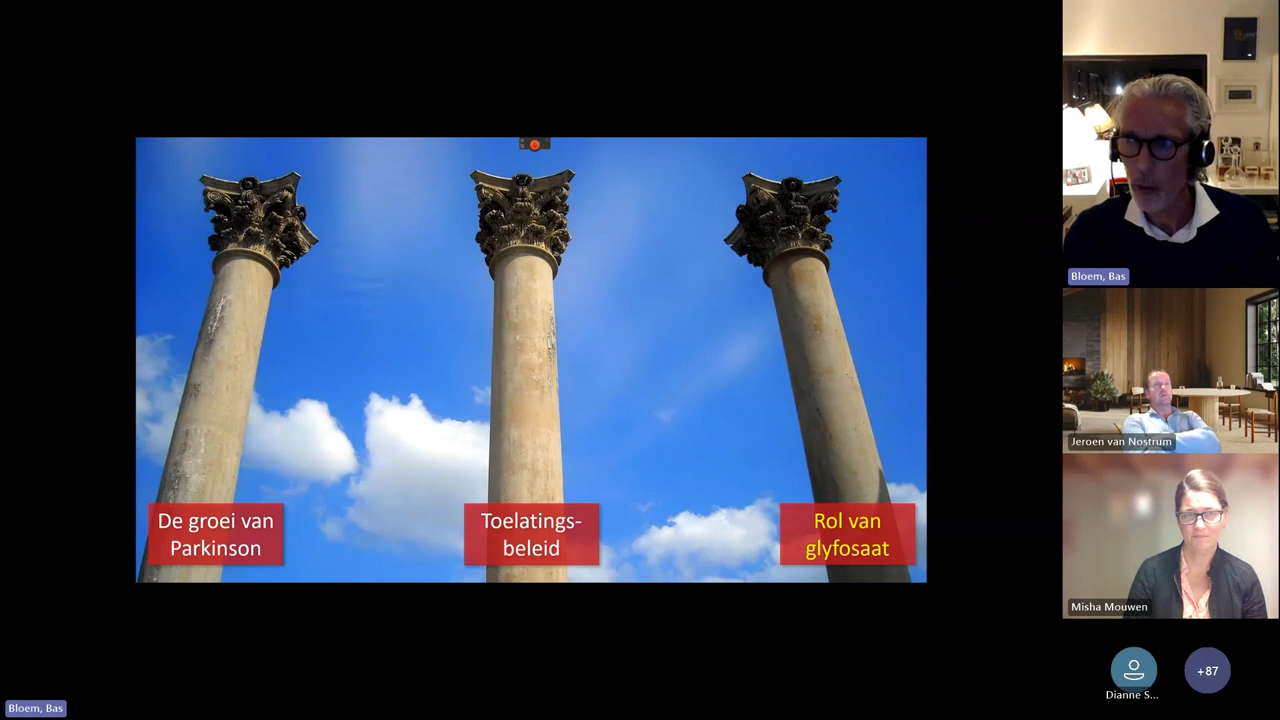 De groei van
Parkinson
Toelatings-
beleid
Rol van
glyfosaat
Bloem, Bas
Jeroen van Nostrum
Misha Mouwen
Dianne S...
+87
Bloem, Bas